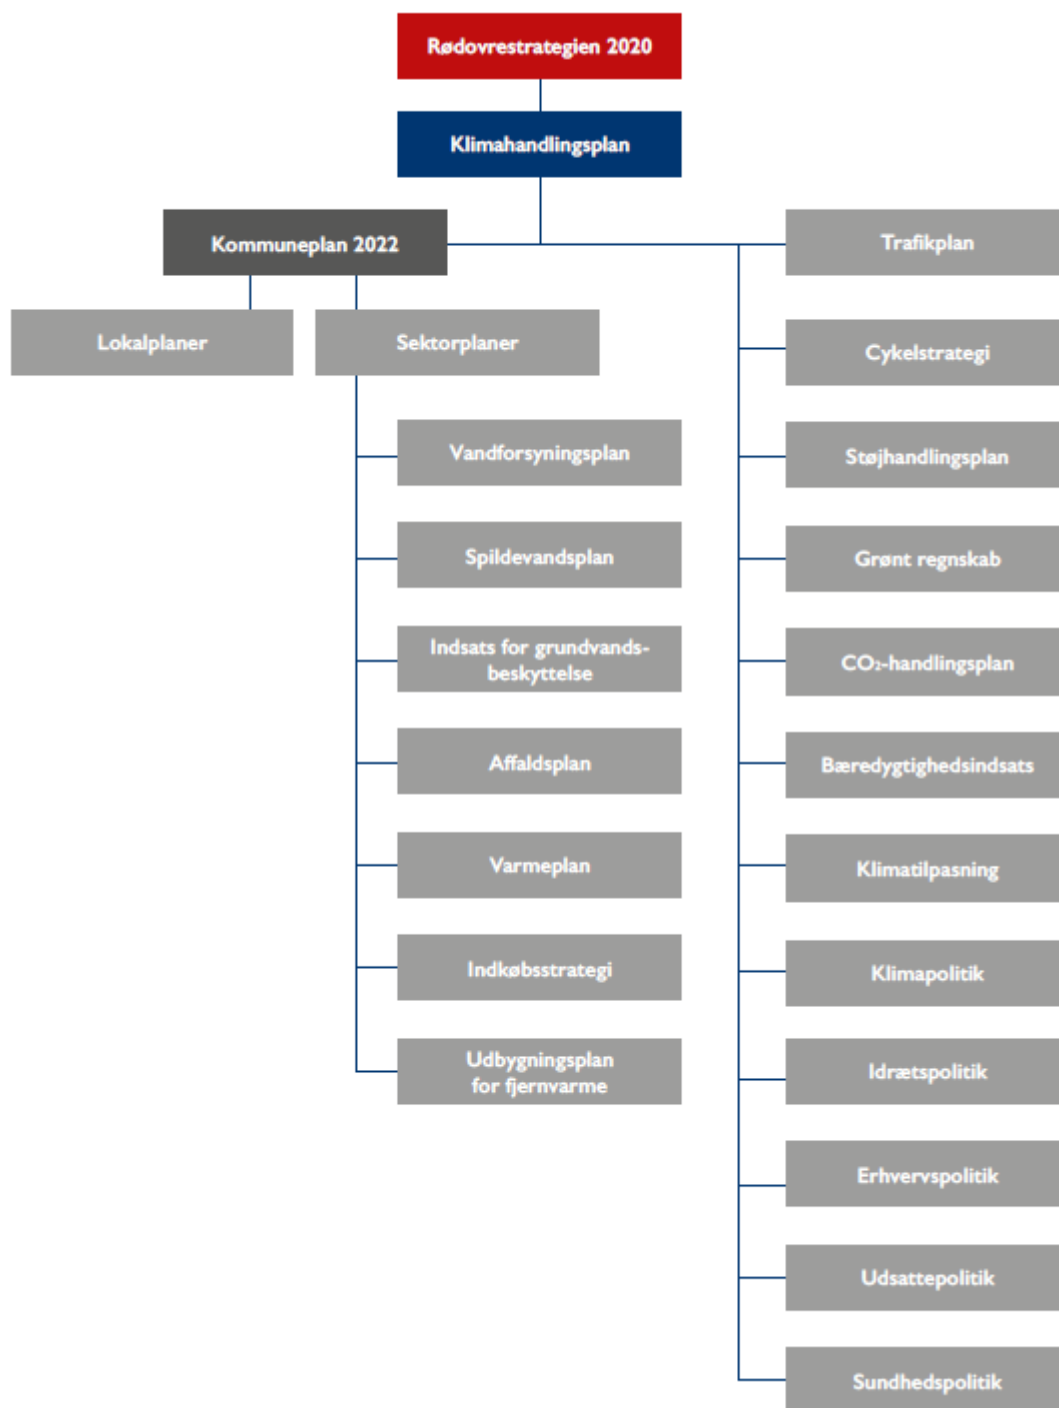 Rødovrestrategien 2020
Klimahandlingsplan
Kommuneplan 2022
Lokalplaner
Sektorplaner
Vandforsyningsplan
Spildevandsplan
Indsats for grundvands-
beskyttelse
Affaldsplan
Varmeplan
Indkøbsstrategi
Udbygningsplan
for fjernvarme
Trafikplan
Cykelstrategi
Støjhandlingsplan
Grønt regnskab
CO₂-handlingsplan
Bæredygtighedsindsats
Klimatilpasning
Klimapolitik
Idrætspolitik
Erhvervspolitik
Udsattepolitik
Sundhedspolitik